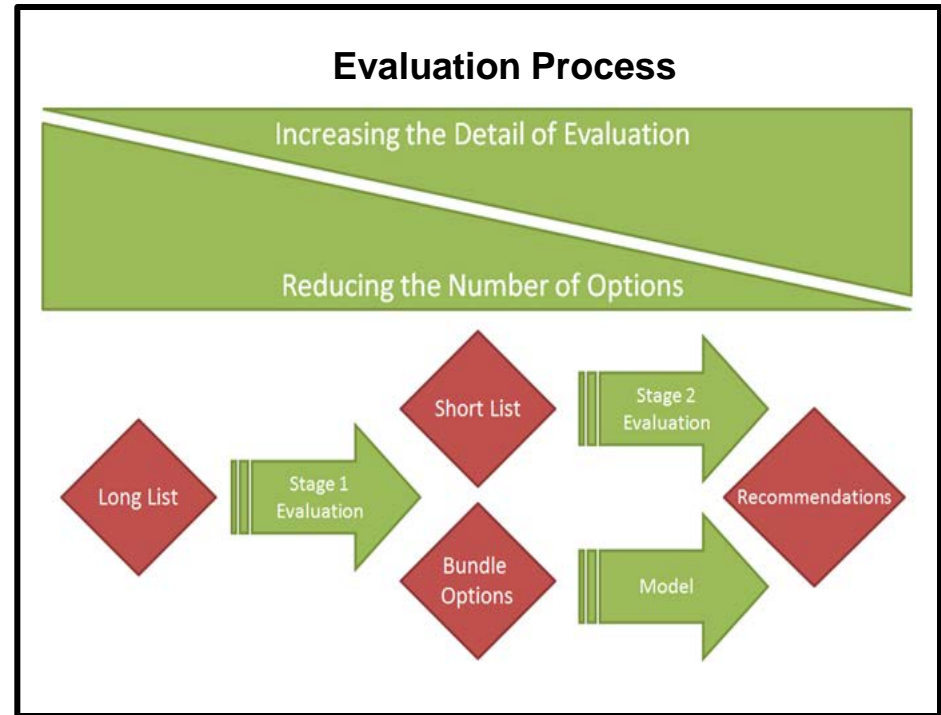 Evaluation Process
Increasing the Detail of Evaluation
Reducing the Number of Options
Long List
Stage 1
Evaluation
Short List
Stage 2
Evaluation
Bundle
Options
Model
Recommendations